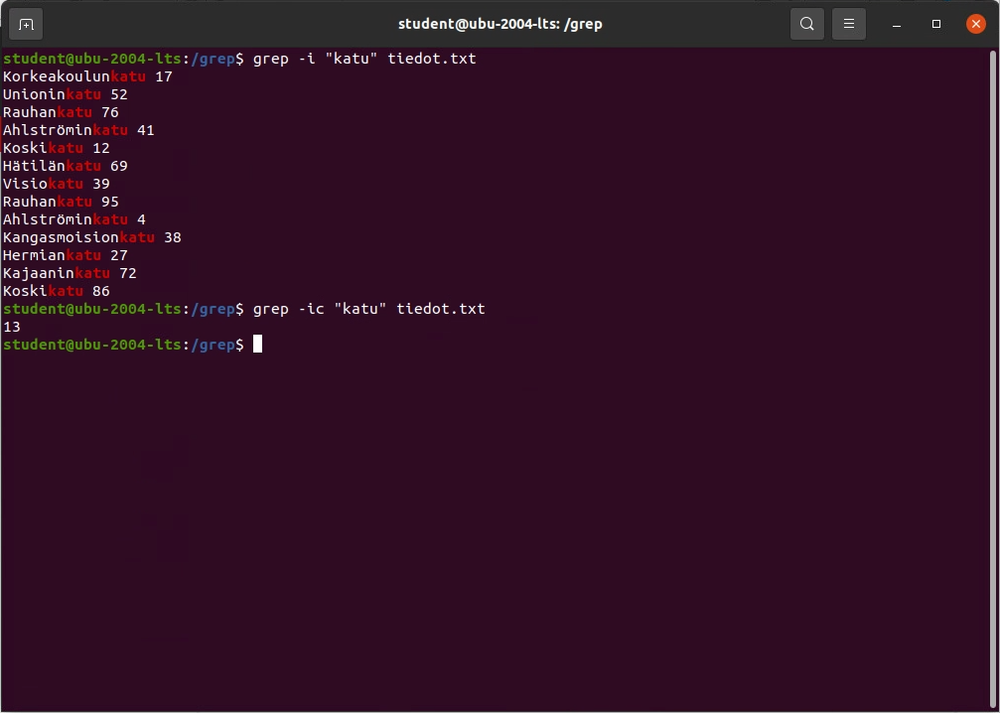 student@ubu-2004-lts: /grep
student@ubu-2004-lts:/grep$ grep -i "katu" tiedot.txt
Korkeakoulunkatu 17
Unioninkatu 52
Rauhankatu 76
Ahlströminkatu 41
Koskikatu 12
Hätilänkatu 69
Visiokatu 39
Rauhankatu 95
Ahlströminkatu 4
Kangasmoisionkatu 38
Hermiankatu 27
Kajaaninkatu 72
Koskikatu 86
student@ubu-2004-lts:/grep$ grep -ic "katu" tiedot.txt
13
student@ubu-2004-lts:/grep$